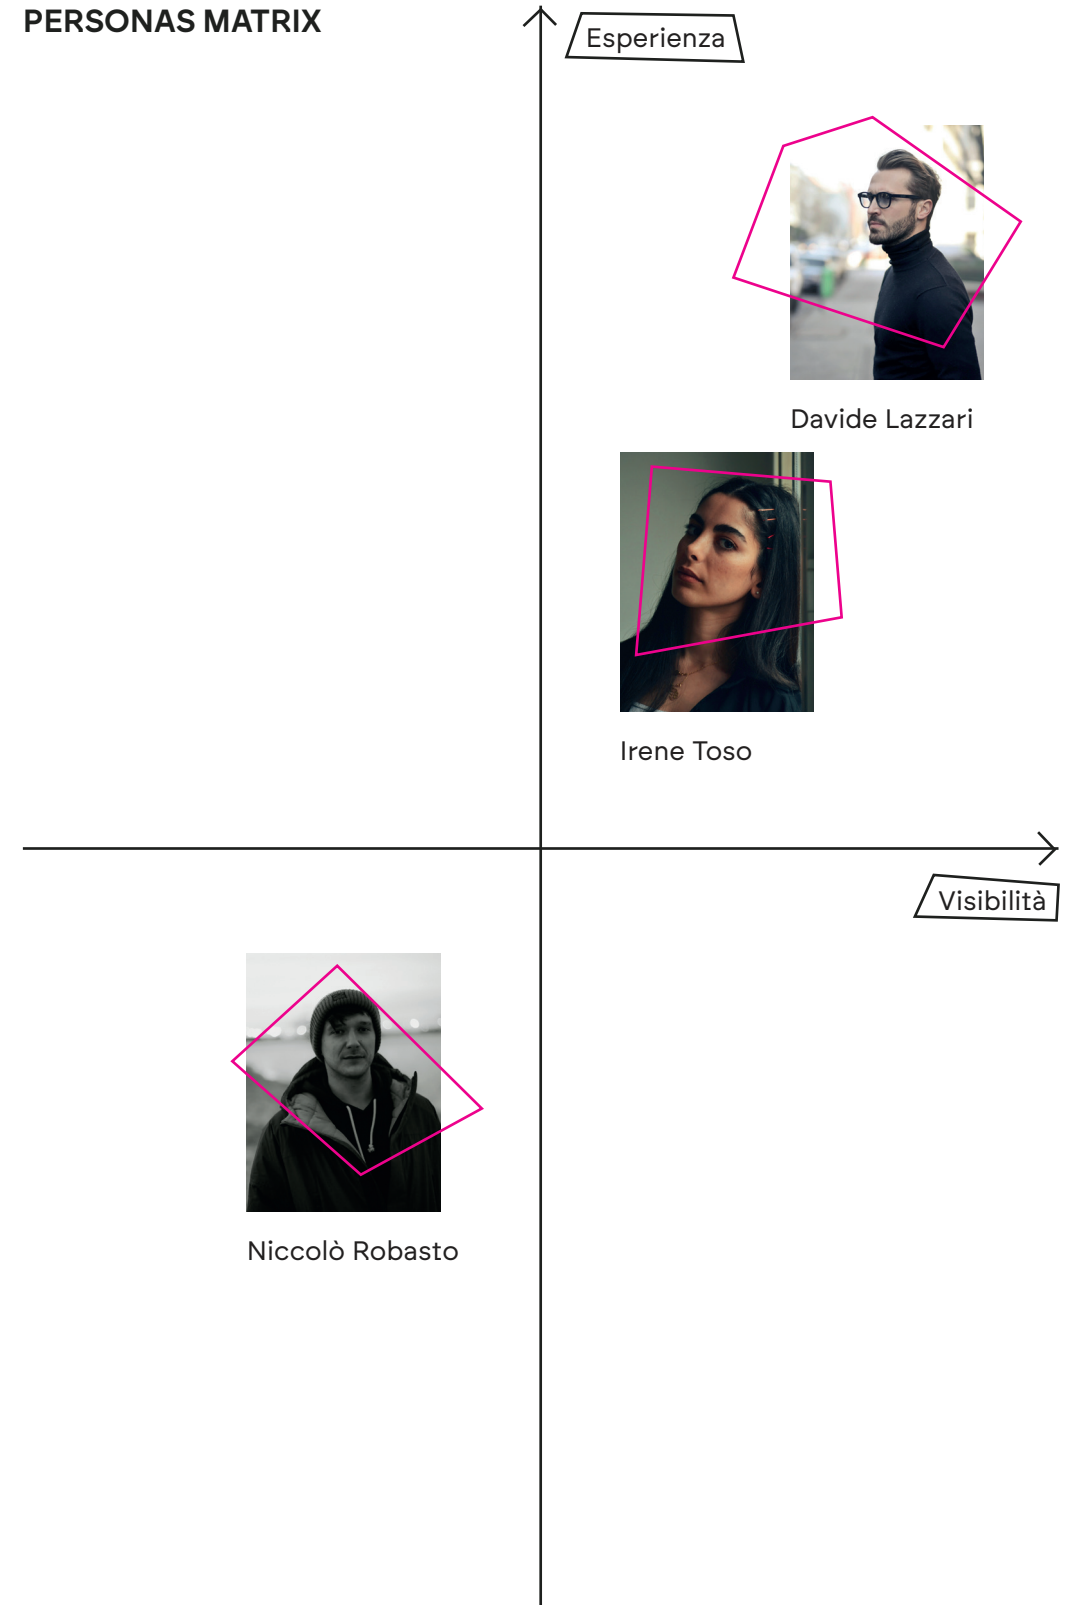 PERSONAS MATRIX
Esperienza
Davide Lazzari
Irene Toso
Visibilità
Niccolò Robasto